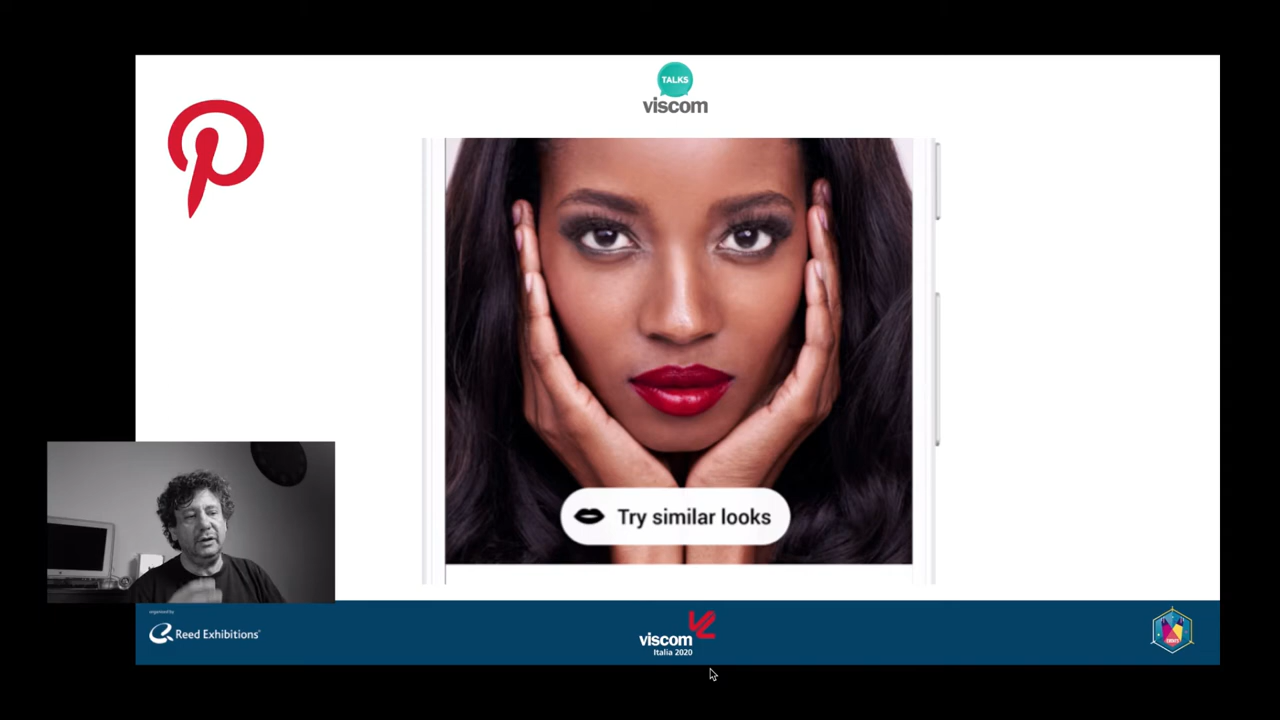 TALKS
viscom
Try similar looks
organised by
Reed Exhibitions
viscom
Italia 2020